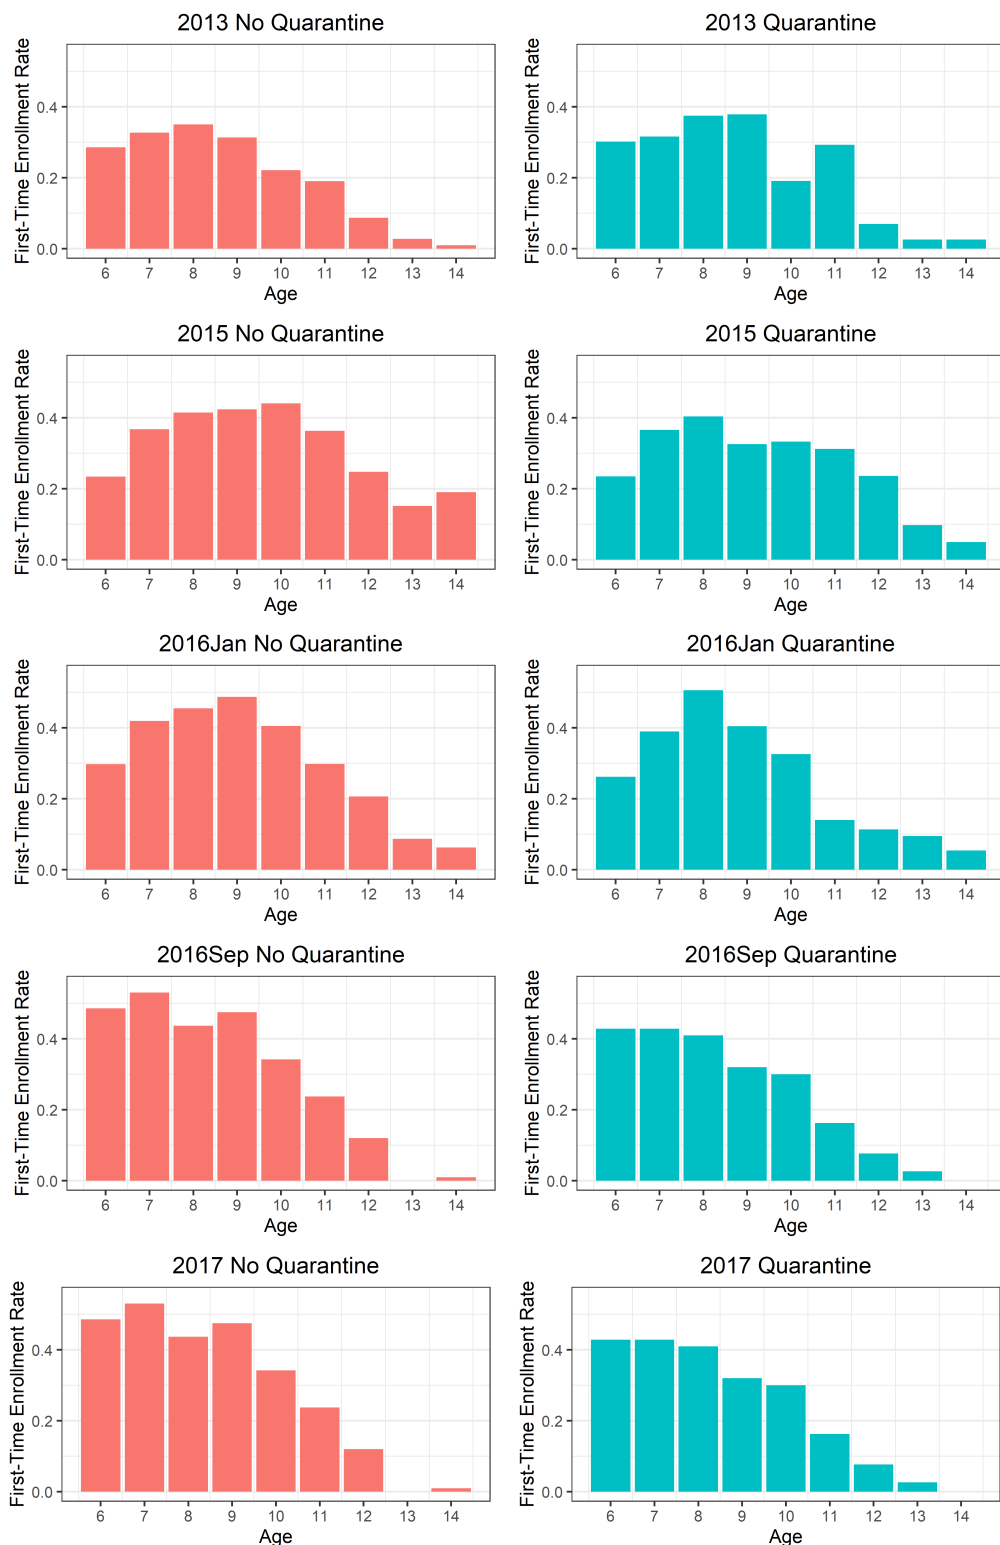 2013 No Quarantine
First-Time Enrollment Rate
0.4
0.2
0.0
6 7 8 9 10 11 12 13 14
Age
2013 Quarantine
First-Time Enrollment Rate
0.4
0.2
0.0
6 7 8 9 10 11 12 13 14
Age
2015 No Quarantine
First-Time Enrollment Rate
0.4
0.2
0.0
6 7 8 9 10 11 12 13 14
Age
2015 Quarantine
First-Time Enrollment Rate
0.4
0.2
0.0
6 7 8 9 10 11 12 13 14
Age
2016Jan No Quarantine
First-Time Enrollment Rate
0.4
0.2
0.0
6 7 8 9 10 11 12 13 14
Age
2016Jan Quarantine
First-Time Enrollment Rate
0.4
0.2
0.0
6 7 8 9 10 11 12 13 14
Age
2016Sep No Quarantine
First-Time Enrollment Rate
0.4
0.2
0.0
6 7 8 9 10 11 12 13 14
Age
2016Sep Quarantine
First-Time Enrollment Rate
0.4
0.2
0.0
6 7 8 9 10 11 12 13 14
Age
2017 No Quarantine
First-Time Enrollment Rate
0.4
0.2
0.0
6 7 8 9 10 11 12 13 14
Age
2017 Quarantine
First-Time Enrollment Rate
0.4
0.2
0.0
6 7 8 9 10 11 12 13 14
Age